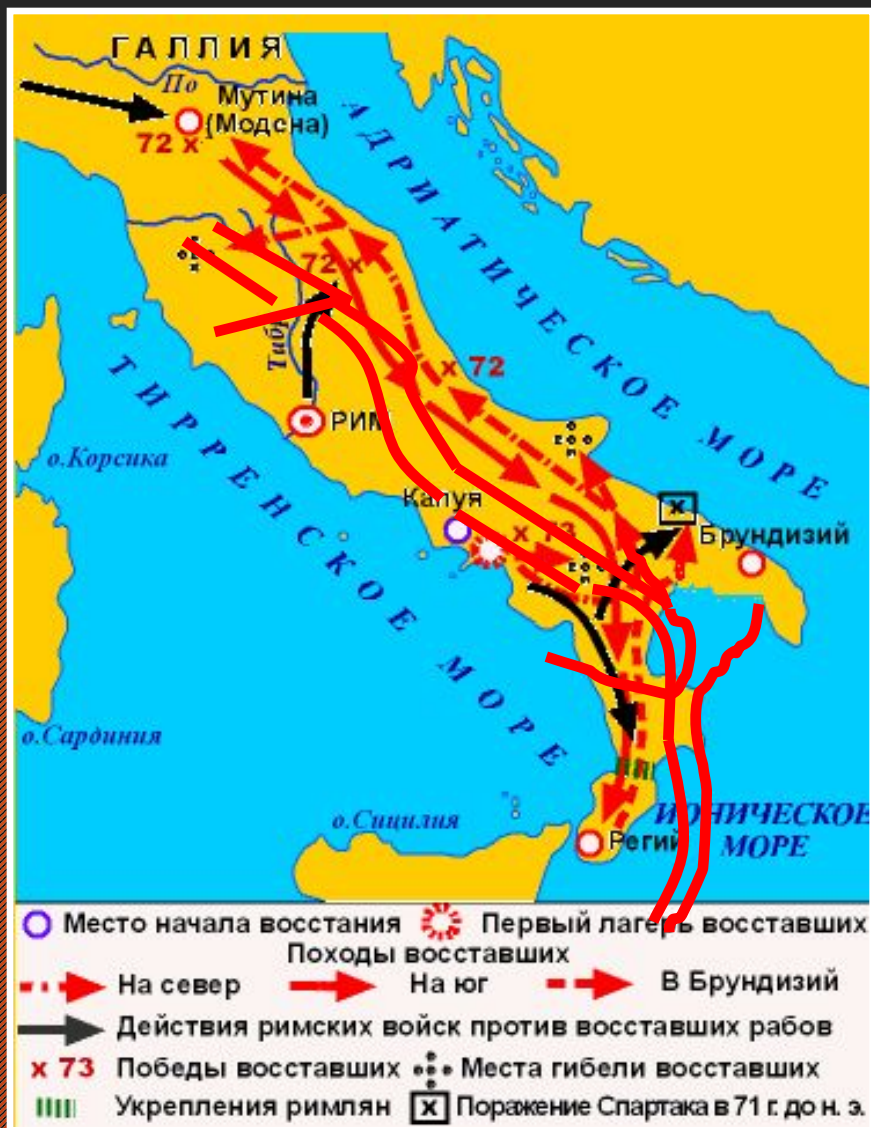 ГАЛЛИЯ
По
Мутина
(Модена)
72 x
АДРИАТИЧЕСКОЕ МОРЕ
72 x
x 72
РИМ
ТИРРЕНСКОЕ МОРЕ
о.Корсика
Капуя
x 73
x
Брундизий
о.Сардиния
о.Сицилия
Регий
ИОНИЧЕСКОЕ
МОРЕ
Место начала восстания
Первый лагерь восставших
Походы восставших
На север
На юг
В Брундизий
Действия римских войск против восставших рабов
x 73 Победы восставших
Места гибели восставших
Укрепления римлян
x Поражение Спартака в 71 г. до н. э.